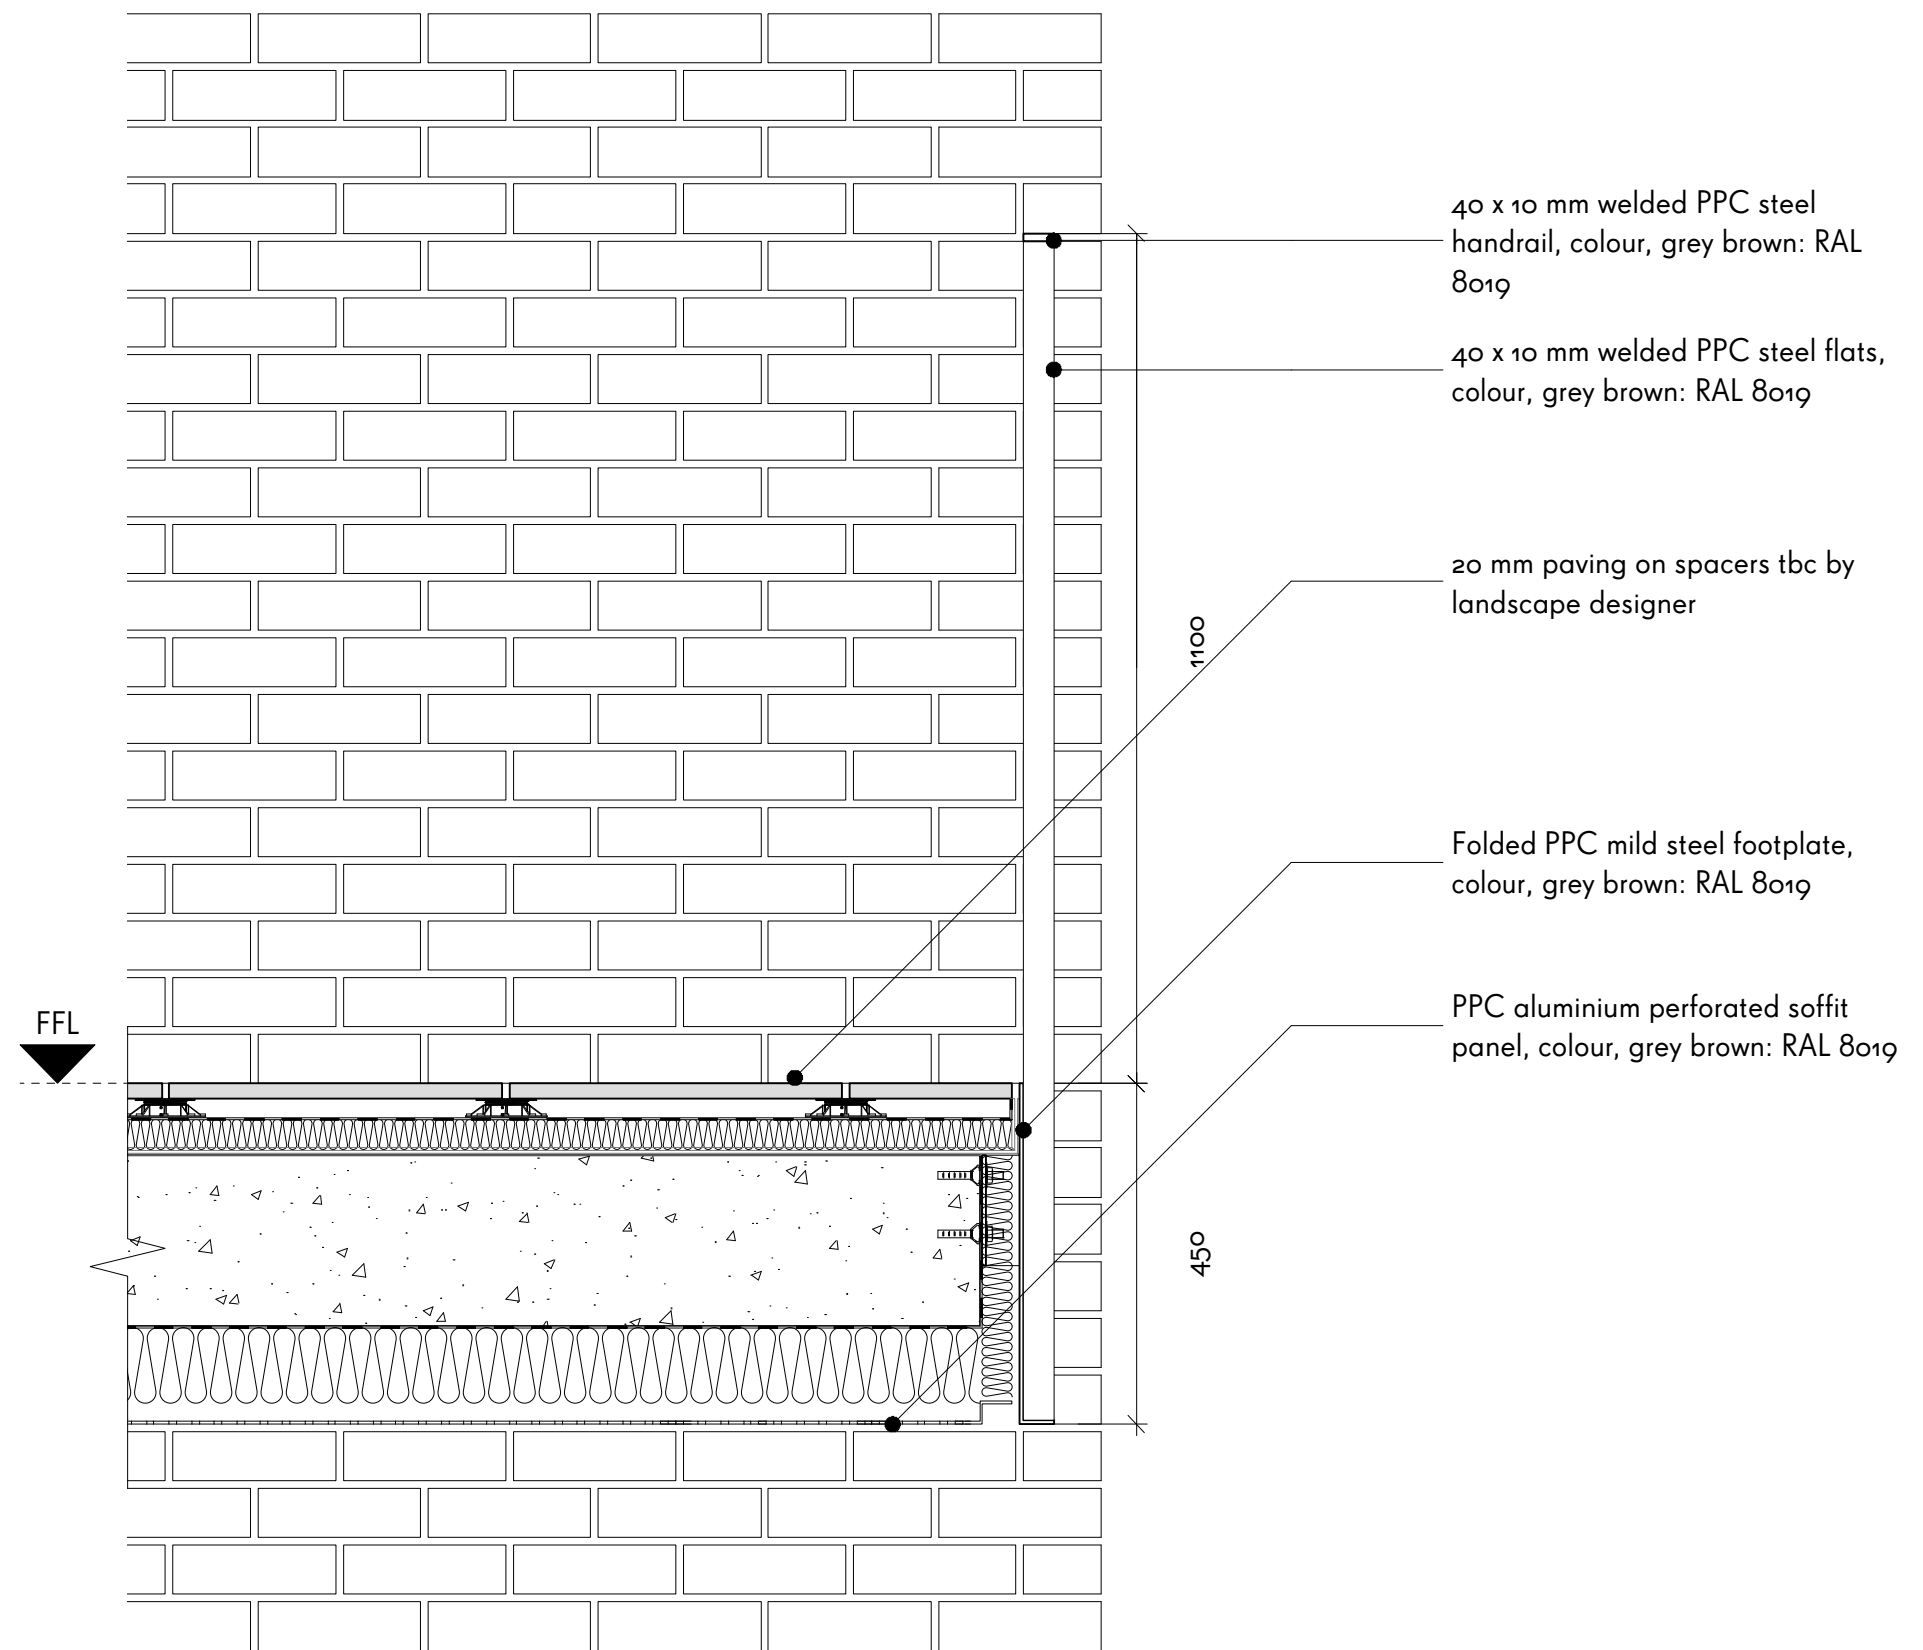 40 x 10 mm welded PPC steel
handrail, colour, grey brown: RAL
8019
40 x 10 mm welded PPC steel flats,
colour, grey brown: RAL 8019
20 mm paving on spacers tbc by
landscape designer
1100
Folded PPC mild steel footplate,
colour, grey brown: RAL 8019
PPC aluminium perforated soffit
panel, colour, grey brown: RAL 8019
FFL
450